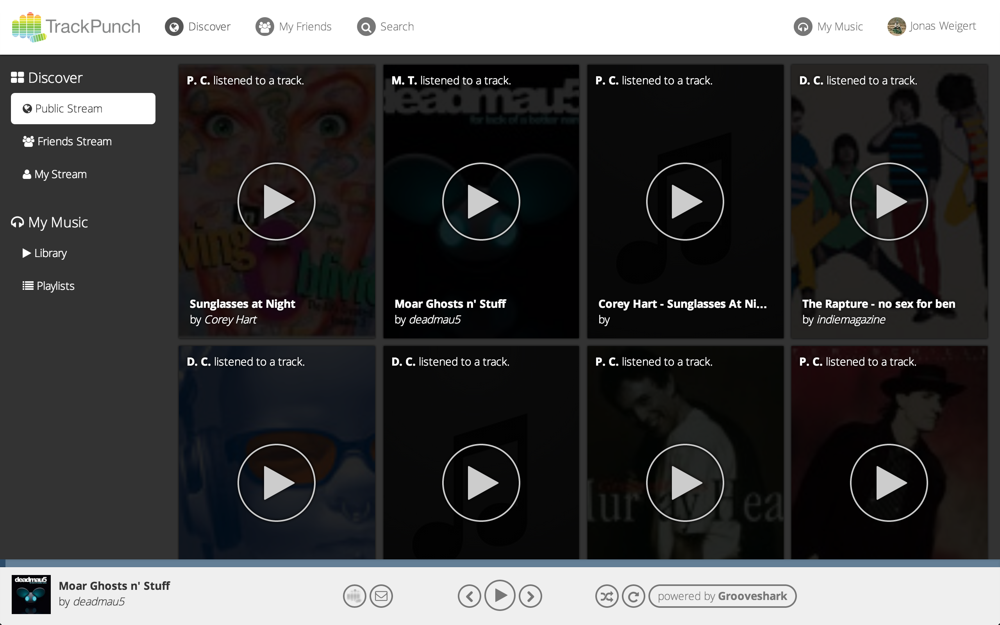 TrackPunch
Discover
My Friends
Search
My Music
Jonas Weigert
Discover
Public Stream
Friends Stream
My Stream
My Music
Library
Playlists
P. C. listened to a track.
Sunglasses at Night
by Corey Hart
M. T. listened to a track.
deadmau5
Moar Ghosts n' Stuff
by deadmau5
P. C. listened to a track.
Corey Hart - Sunglasses At Ni...
by
D. C. listened to a track.
The Rapture - no sex for ben
by indiemagazine
D. C. listened to a track.
D. C. listened to a track.
P. C. listened to a track.
P. C. listened to a track.
deadmau5
Moar Ghosts n' Stuff
by deadmau5
powered by Grooveshark